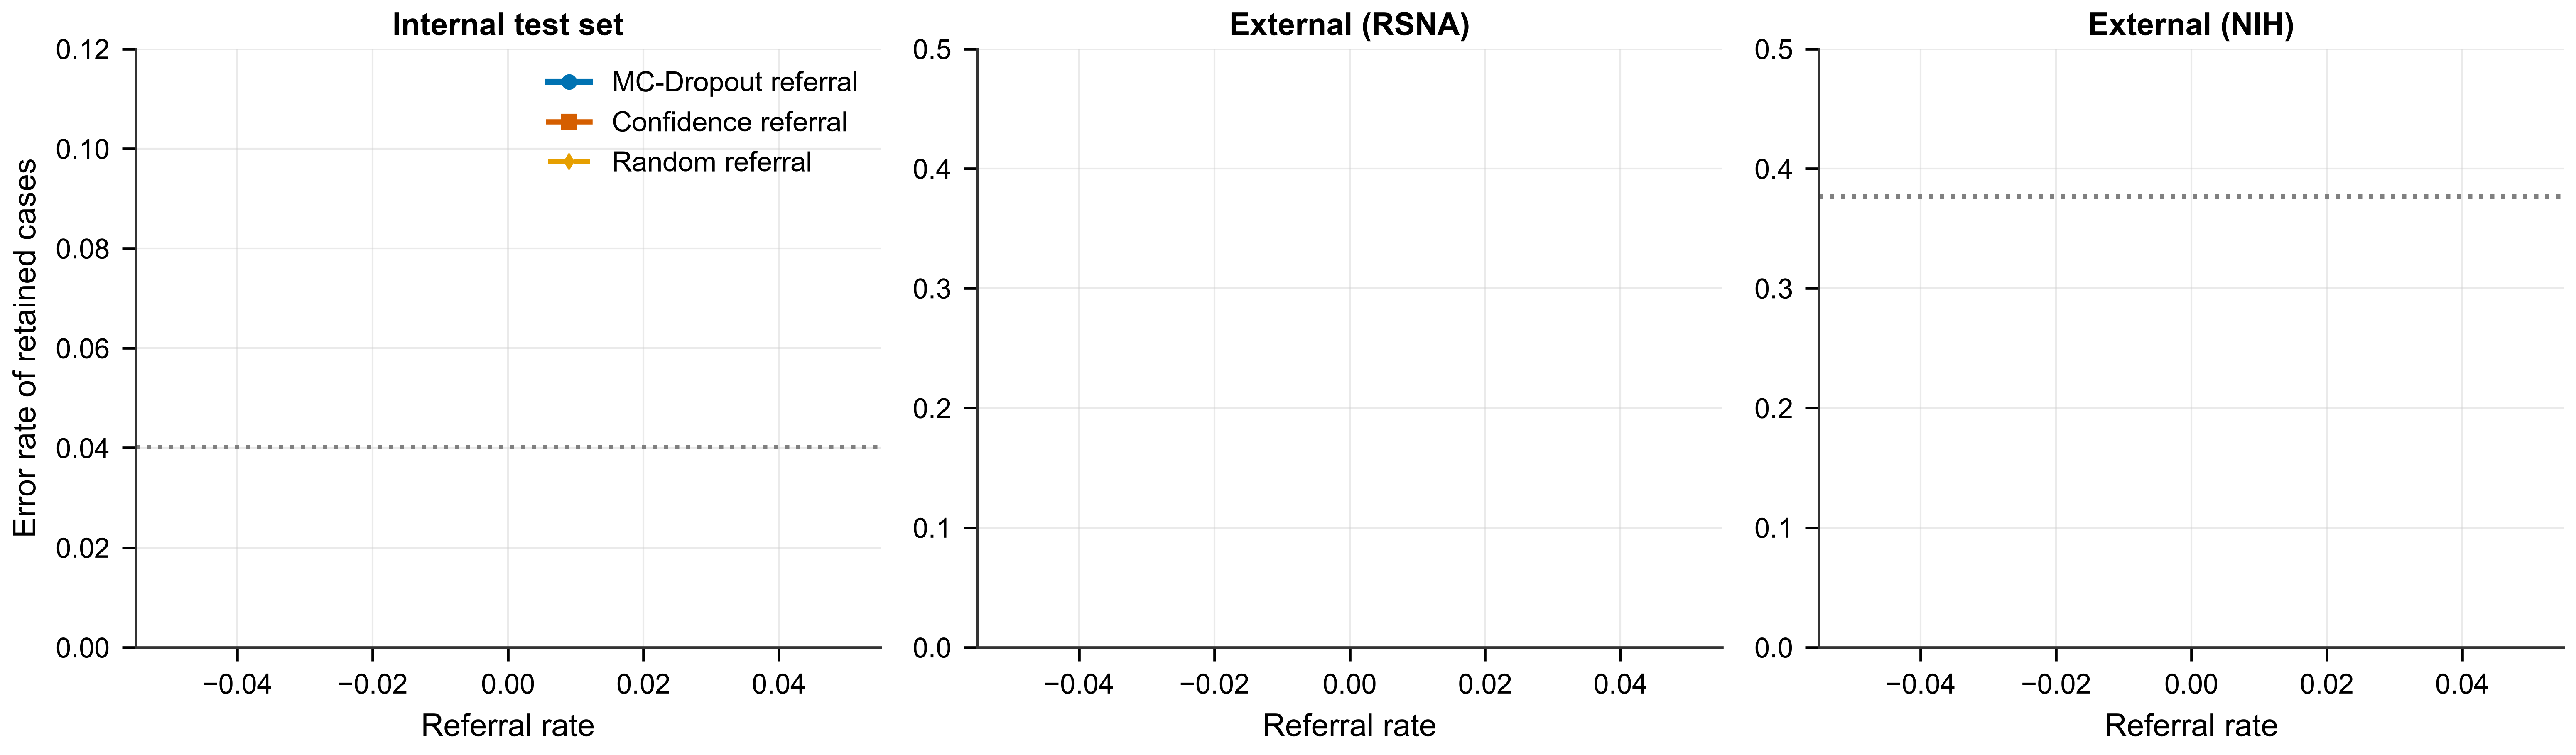 Internal test set
0.12
0.10
0.08
0.06
0.04
0.02
0.00
Error rate of retained cases
MC-Dropout referral
Confidence referral
Random referral
−0.04 −0.02 0.00 0.02 0.04
Referral rate
External (RSNA)
0.5
0.4
0.3
0.2
0.1
0.0
−0.04 −0.02 0.00 0.02 0.04
Referral rate
External (NIH)
0.5
0.4
0.3
0.2
0.1
0.0
−0.04 −0.02 0.00 0.02 0.04
Referral rate